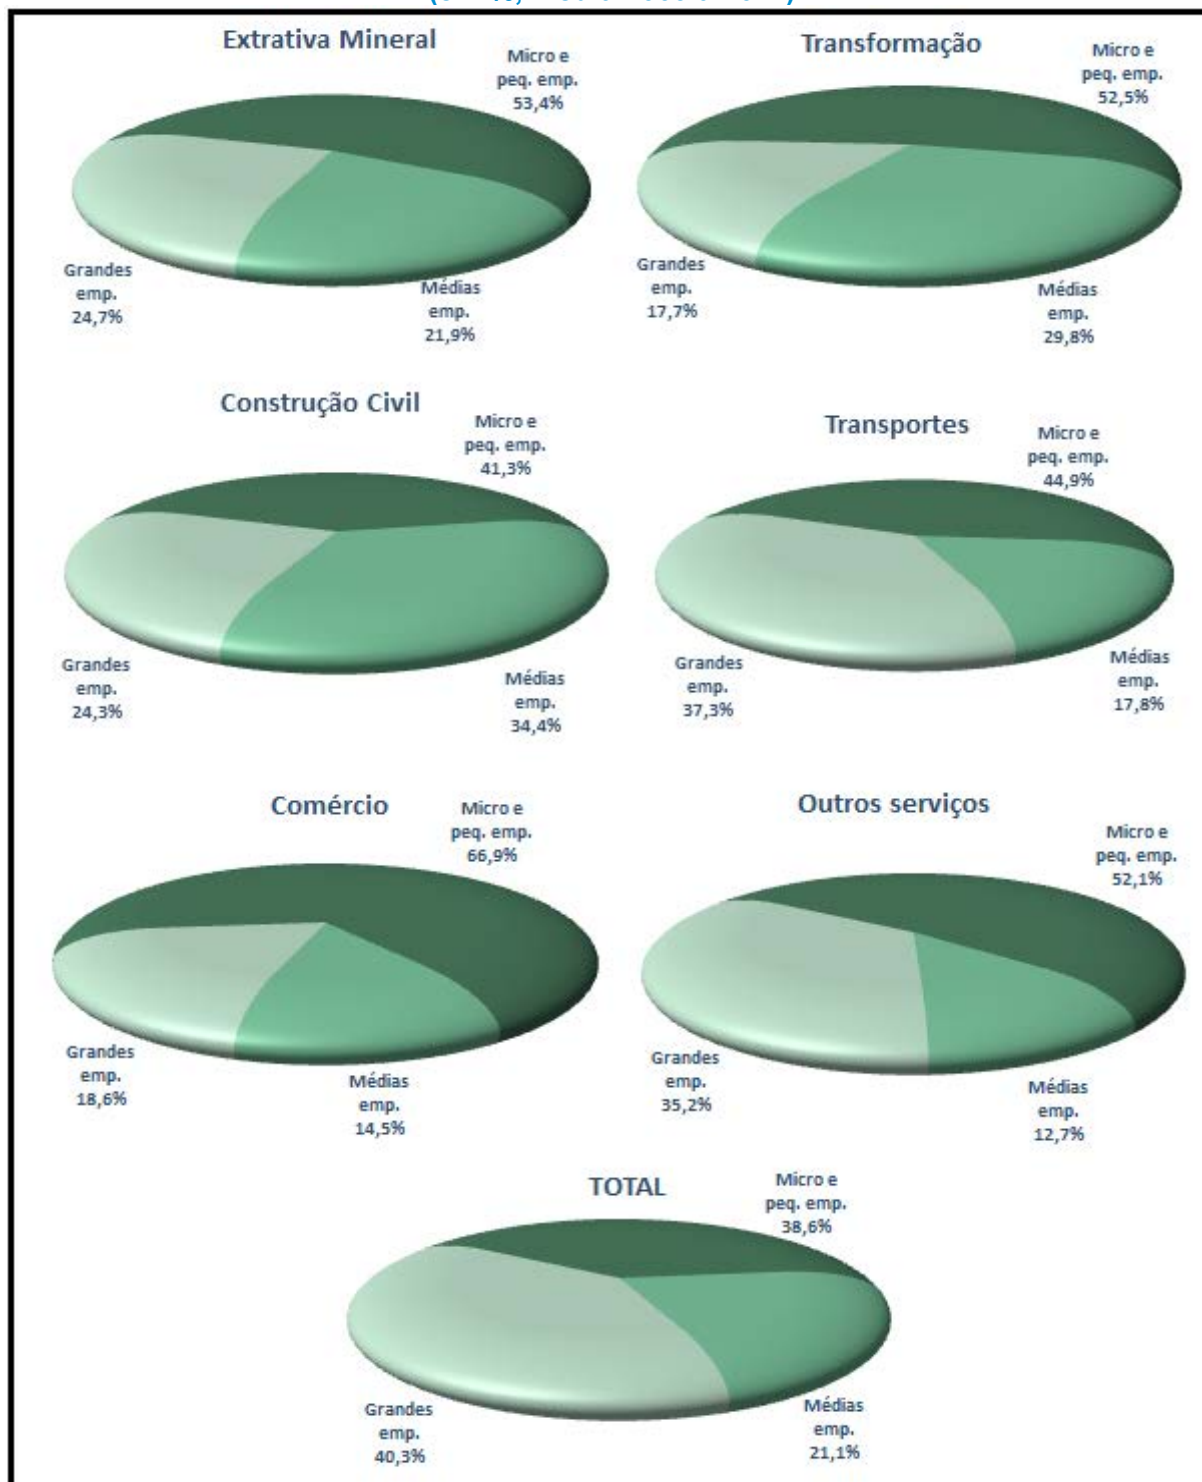 Extrativa Mineral
Micro e
peq. emp.
53,4%
Grandes
emp.
24,7%
Médias
emp.
21,9%
Transformação
Micro e
peq. emp.
52,5%
Grandes
emp.
17,7%
Médias
emp.
29,8%
Construção Civil
Micro e
peq. emp.
41,3%
Grandes
emp.
24,3%
Médias
emp.
34,4%
Transportes
Micro e
peq. emp.
44,9%
Grandes
emp.
37,3%
Médias
emp.
17,8%
Comércio
Micro e
peq. emp.
66,9%
Grandes
emp.
18,6%
Médias
emp.
14,5%
Outros serviços
Micro e
peq. emp.
52,1%
Grandes
emp.
35,2%
Médias
emp.
12,7%
TOTAL
Micro e
peq. emp.
38,6%
Grandes
emp.
40,3%
Médias
emp.
21,1%